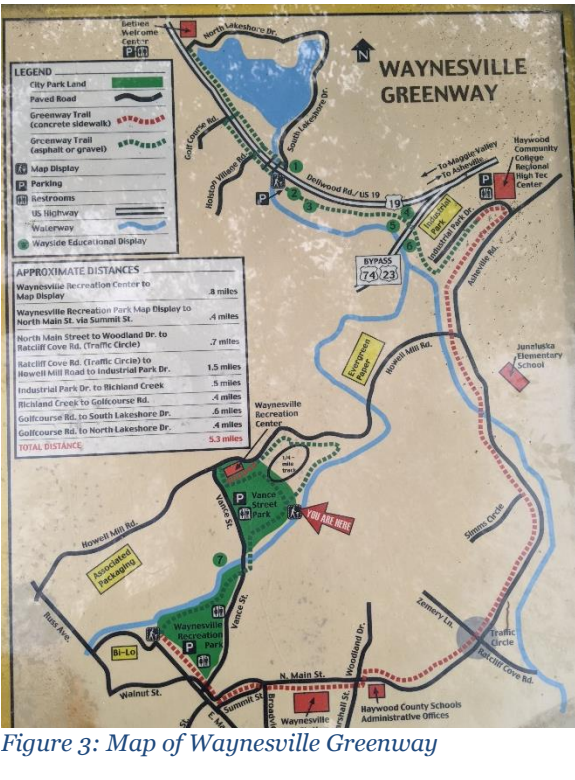 Bethea
Welcome
Center
P
North Lakeshore Dr.
N
WAYNESVILLE
GREENWAY
LEGEND
City Park Land
Paved Road
Greenway Trail
(concrete sidewalk)
Greenway Trail
(asphalt or gravel)
Map Display
P Parking
Restrooms
US Highway
Waterway
Wayside Educational Display
Golf Course Rd.
Holston Village Rd.
South Lakeshore Dr.
1
P
2
3
Dellwood Rd./US 19
19
4
5
6
To Maggie Valley
To Asheville
Haywood
Community
College
Regional
High Tec
Center
P
Industrial
Park
Industrial Park Dr.
Asheville Rd.
BYPASS
74 23
APPROXIMATE DISTANCES
Waynesville Recreation Center to
Map Display .8 miles
Waynesville Recreation Park Map Display to
North Main St. via Summit St. .4 miles
North Main Street to Woodland Dr. to
Ratcliff Cove Rd. (Traffic Circle) .7 miles
Ratcliff Cove Rd. (Traffic Circle) to
Howell Mill Road to Industrial Park Dr. 1.5 miles
Industrial Park Dr. to Richland Creek .5 miles
Richland Creek to Golfcourse Rd. .4 miles
Golfcourse Rd. to South Lakeshore Dr. .6 miles
Golfcourse Rd. to North Lakeshore Dr. .4 miles
TOTAL DISTANCE 5.3 miles
Evergreen
Paper
Howell Mill Rd.
Junaluska
Elementary
School
Waynesville
Recreation
Center
1/4 -
mile
track
P
Vance
Street
Park
YOU ARE HERE
Vance St.
Howell Mill Rd.
Associated
Packaging
7
Simms Circle
Russ Ave.
Vance St.
Waynesville
Recreation
Park
P
Bi-Lo
Walnut St.
Zemery Ln.
Traffic
Circle
Ratcliff Cove Rd.
Woodland Dr.
N. Main St.
Summit St.
Waynesville
Haywood County Schools
Administrative Offices
Figure 3: Map of Waynesville Greenway